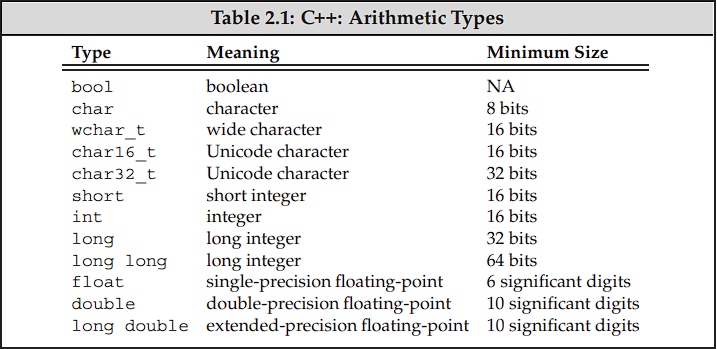 Table 2.1: C++: Arithmetic Types
Type Meaning Minimum Size
bool boolean NA
char character 8 bits
wchar_t wide character 16 bits
char16_t Unicode character 16 bits
char32_t Unicode character 32 bits
short short integer 16 bits
int integer 16 bits
long long integer 32 bits
long long long integer 64 bits
float single-precision floating-point 6 significant digits
double double-precision floating-point 10 significant digits
long double extended-precision floating-point 10 significant digits